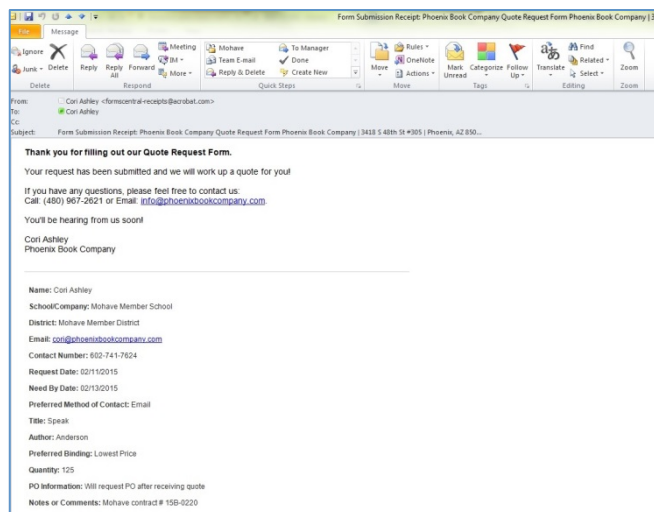 Form Submission Receipt: Phoenix Book Company Quote Request Form Phoenix Book Company | 3
File Message
Ignore Delete Reply Reply All Forward Meeting Mohave To Manager Move Rules OneNote Mark Unread Categorize Follow Up Translate Find Related Zoom
Junk IM Team E-mail Done Actions Select
More Reply & Delete Create New
Delete Respond Quick Steps Move Tags Editing Zoom
From: Cori Ashley <formscentral-receipts@acrobat.com>
To: Cori Ashley
Cc:
Subject: Form Submission Receipt: Phoenix Book Company Quote Request Form Phoenix Book Company | 3418 S 48th St #305 | Phoenix, AZ 850...
Thank you for filling out our Quote Request Form.
Your request has been submitted and we will work up a quote for you!
If you have any questions, please feel free to contact us:
Call: (480) 967-2621 or Email: info@phoenixbookcompany.com.
You'll be hearing from us soon!
Cori Ashley
Phoenix Book Company
Name: Cori Ashley
School/Company: Mohave Member School
District: Mohave Member District
Email: cori@phoenixbookcompany.com
Contact Number: 602-741-7624
Request Date: 02/11/2015
Need By Date: 02/13/2015
Preferred Method of Contact: Email
Title: Speak
Author: Anderson
Preferred Binding: Lowest Price
Quantity: 125
PO Information: Will request PO after receiving quote
Notes or Comments: Mohave contract # 15B-0220